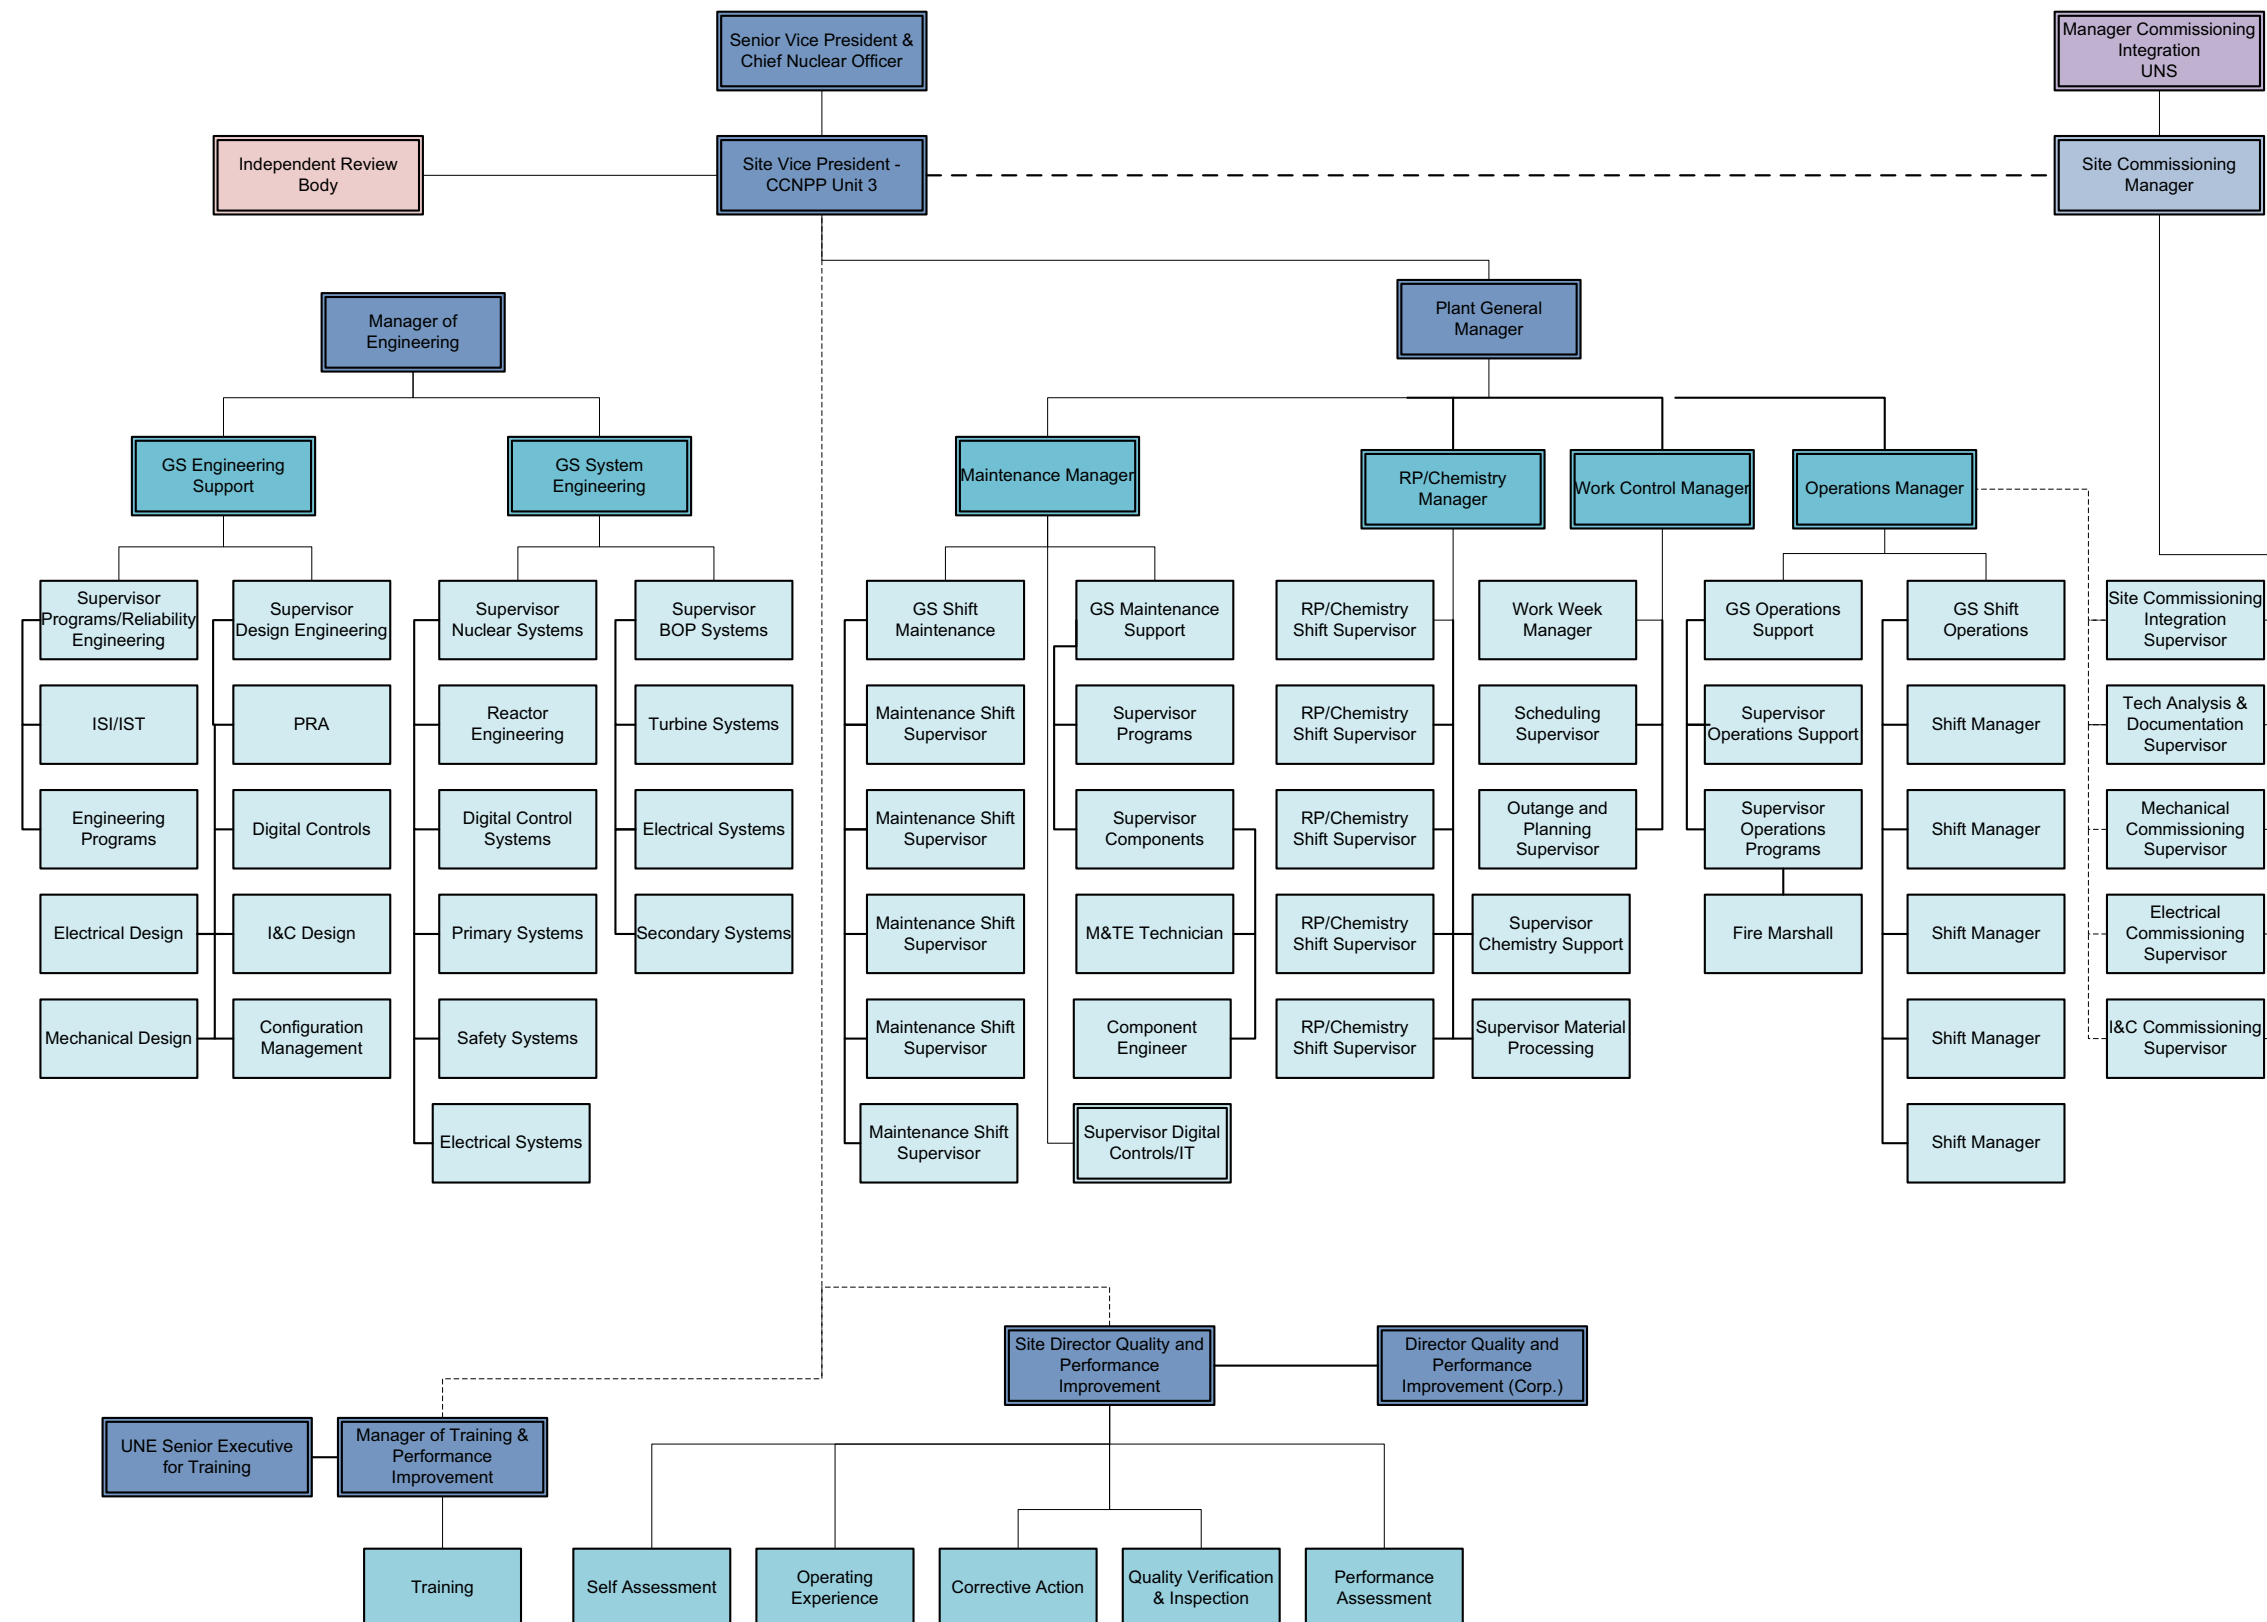 Senior Vice President &
Chief Nuclear Officer
Manager Commissioning
Integration
UNS
Independent Review
Body
Site Vice President -
CCNPP Unit 3
Site Commissioning
Manager
Manager of
Engineering
Plant General
Manager
GS Engineering
Support
GS System
Engineering
Maintenance Manager
RP/Chemistry
Manager
Work Control Manager
Operations Manager
Supervisor
Programs/Reliability
Engineering
Supervisor
Design Engineering
Supervisor
Nuclear Systems
Supervisor
BOP Systems
GS Shift
Maintenance
GS Maintenance
Support
RP/Chemistry
Shift Supervisor
Work Week
Manager
GS Operations
Support
GS Shift
Operations
Site Commissioning
Integration
Supervisor
ISI/IST
PRA
Reactor
Engineering
Turbine Systems
Maintenance Shift
Supervisor
Supervisor
Programs
RP/Chemistry
Shift Supervisor
Scheduling
Supervisor
Supervisor
Operations Support
Shift Manager
Tech Analysis &
Documentation
Supervisor
Engineering
Programs
Digital Controls
Digital Control
Systems
Electrical Systems
Maintenance Shift
Supervisor
Supervisor
Components
RP/Chemistry
Shift Supervisor
Outange and
Planning
Supervisor
Supervisor
Operations
Programs
Shift Manager
Mechanical
Commissioning
Supervisor
Electrical Design
I&C Design
Primary Systems
Secondary Systems
Maintenance Shift
Supervisor
M&TE Technician
RP/Chemistry
Shift Supervisor
Supervisor
Chemistry Support
Fire Marshall
Shift Manager
Electrical
Commissioning
Supervisor
Mechanical Design
Configuration
Management
Safety Systems
Maintenance Shift
Supervisor
Component
Engineer
RP/Chemistry
Shift Supervisor
Supervisor Material
Processing
Shift Manager
I&C Commissioning
Supervisor
Electrical Systems
Maintenance Shift
Supervisor
Supervisor Digital
Controls/IT
Shift Manager
Site Director Quality and
Performance
Improvement
Director Quality and
Performance
Improvement (Corp.)
UNE Senior Executive
for Training
Manager of Training &
Performance
Improvement
Training
Self Assessment
Operating
Experience
Corrective Action
Quality Verification
& Inspection
Performance
Assessment